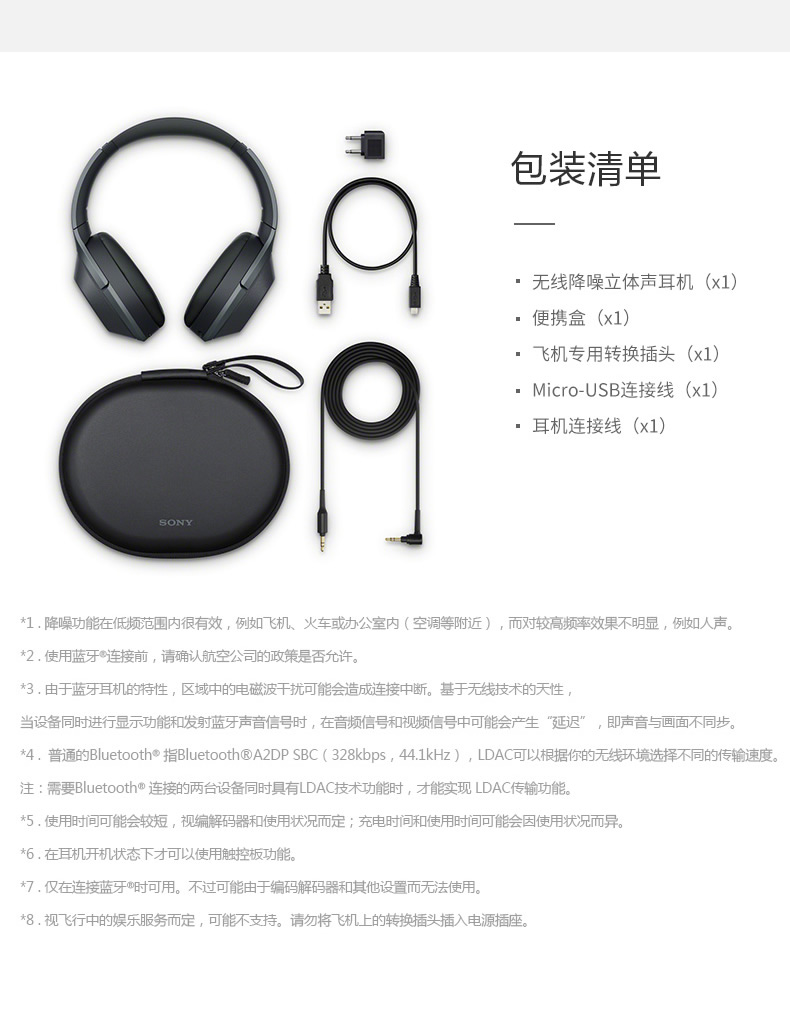 包装清单
无线降噪立体声耳机（x1）
便携盒（x1）
飞机专用转换插头（x1）
Micro-USB连接线（x1）
耳机连接线（x1）
SONY
*1 . 降噪功能在低频范围内很有效，例如飞机、火车或办公室内（空调等附近），而对较高频率效果不明显，例如人声。
*2 . 使用蓝牙®连接前，请确认航空公司的政策是否允许。
*3 . 由于蓝牙耳机的特性，区域中的电磁波干扰可能会造成连接中断。基于无线技术的天性，
当设备同时进行显示功能和发射蓝牙声音信号时，在音频信号和视频信号中可能会产生“延迟”，即声音与画面不同步。
*4 . 普通的Bluetooth® 指Bluetooth®A2DP SBC（328kbps，44.1kHz），LDAC可以根据你的无线环境选择不同的传输速度。
注：需要Bluetooth® 连接的两台设备同时具有LDAC技术功能时，才能实现 LDAC传输功能。
*5 . 使用时间可能会较短，视编解码器和使用状况而定；充电时间和使用时间可能会因使用状况而异。
*6 . 在耳机开机状态下才可以使用触控板功能。
*7 . 仅在连接蓝牙®时可用。不过可能由于编码解码器和其他设置而无法使用。
*8 . 视飞行中的娱乐服务而定，可能不支持。请勿将飞机上的转换插头插入电源插座。